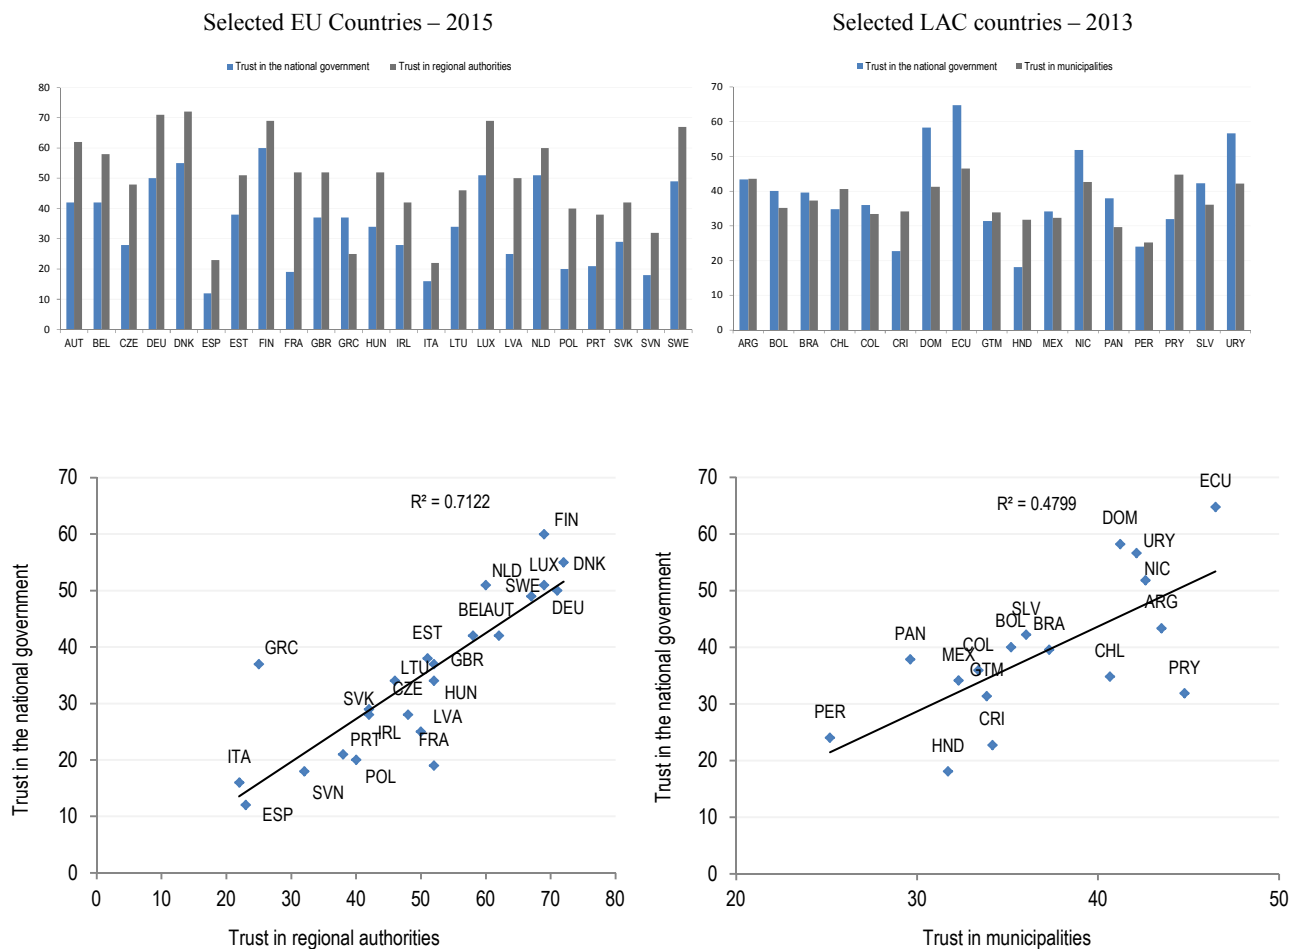 Selected EU Countries – 2015
Selected LAC countries – 2013
Trust in the national government Trust in regional authorities
80
70
60
50
40
30
20
10
0
AUT BEL CZE DEU DNK ESP EST FIN FRA GBR GRC HUN IRL ITA LTU LUX LVA NLD POL PRT SVK SVN SWE
Trust in the national government Trust in municipalities
70
60
50
40
30
20
10
0
ARG BOL BRA CHL COL CRI DOM ECU GTM HND MEX NIC PAN PER PRY SLV URY
Trust in the national government
70
60
50
40
30
20
10
0
R² = 0.7122
FIN
NLD LUX DNK
SWE
DEU
BEL AUT
EST
GRC GBR
LTU
CZE HUN
SVK
LVA
IRL
PRT FRA
ITA
POL
SVN
ESP
0 10 20 30 40 50 60 70 80
Trust in regional authorities
Trust in the national government
70
60
50
40
30
20
10
0
R² = 0.4799
ECU
DOM
URY
NIC
ARG
SLV
BOL BRA
PAN COL
MEX CHL
GTM PRY
PER CRI
HND
20 30 40 50
Trust in municipalities